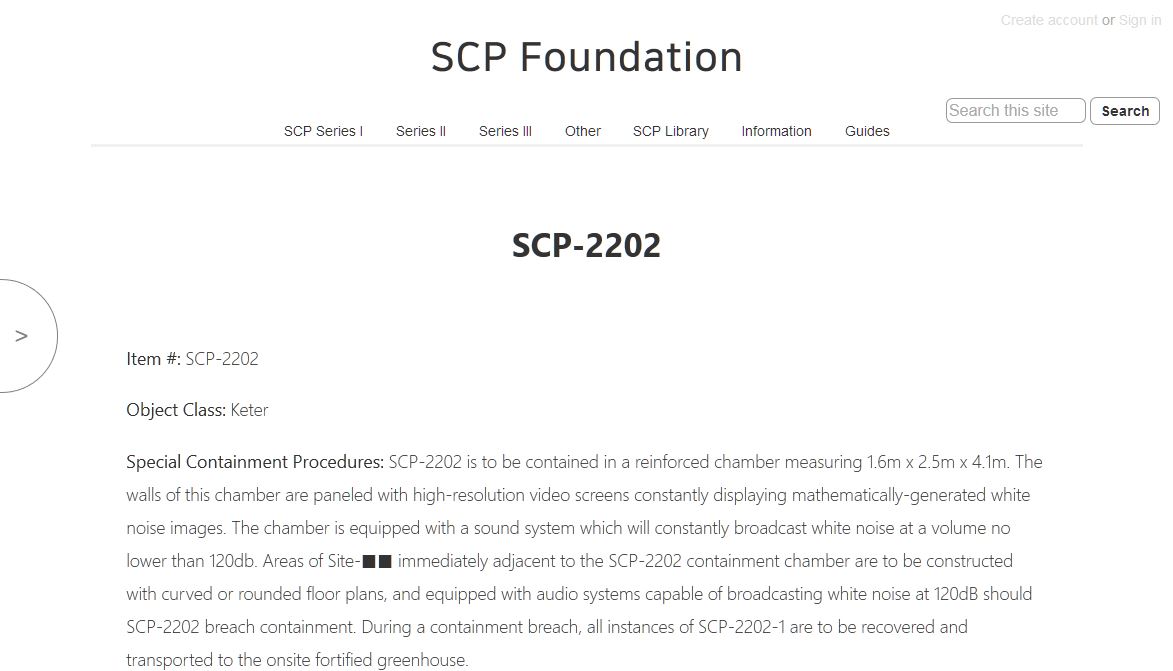 Create account or Sign in
SCP Foundation
Search this site Search
SCP Series I Series II Series III Other SCP Library Information Guides
SCP-2202
>
Item #: SCP-2202
Object Class: Keter
Special Containment Procedures: SCP-2202 is to be contained in a reinforced chamber measuring 1.6m x 2.5m x 4.1m. The
walls of this chamber are paneled with high-resolution video screens constantly displaying mathematically-generated white
noise images. The chamber is equipped with a sound system which will constantly broadcast white noise at a volume no
lower than 120db. Areas of Site-■■ immediately adjacent to the SCP-2202 containment chamber are to be constructed
with curved or rounded floor plans, and equipped with audio systems capable of broadcasting white noise at 120dB should
SCP-2202 breach containment. During a containment breach, all instances of SCP-2202-1 are to be recovered and
transported to the onsite fortified greenhouse.